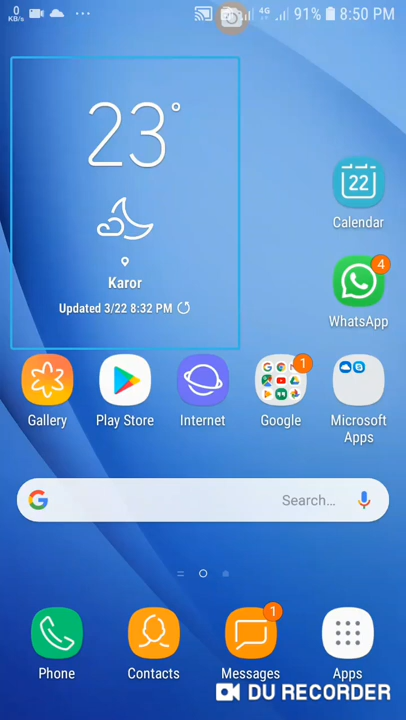 0
KB/s
4G
91%
8:50 PM
23°
Karor
Updated 3/22 8:32 PM
22
Calendar
4
WhatsApp
1
Gallery
Play Store
Internet
Google
Microsoft
Apps
G
Search...
1
Phone
Contacts
Messages
Apps
DU RECORDER